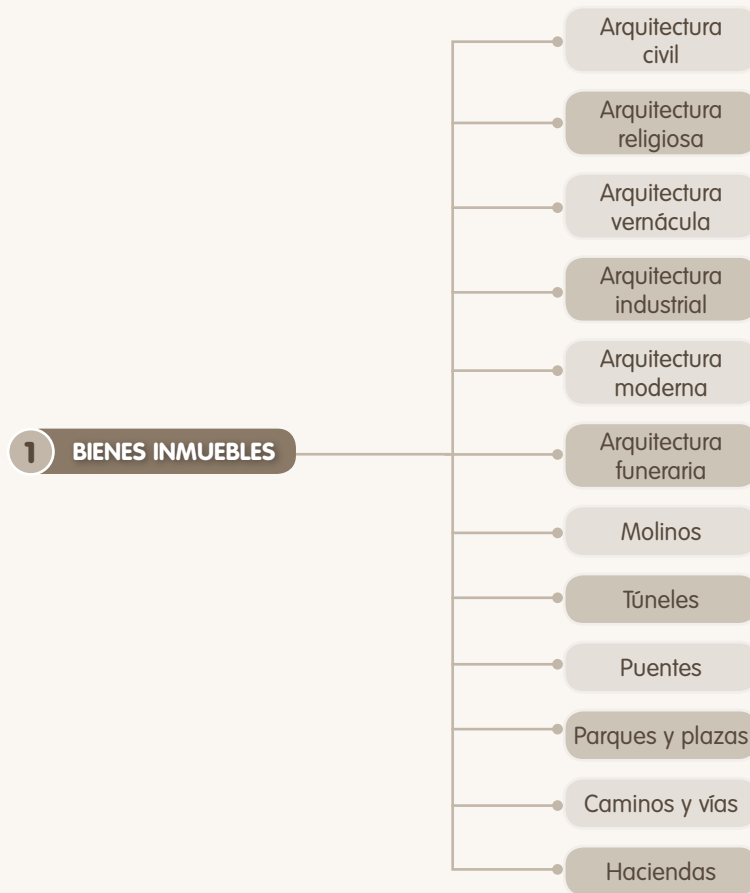 Arquitectura
civil
Arquitectura
religiosa
Arquitectura
vernácula
Arquitectura
industrial
Arquitectura
moderna
1 BIENES INMUEBLES
Arquitectura
funeraria
Molinos
Túneles
Puentes
Parques y plazas
Caminos y vías
Haciendas